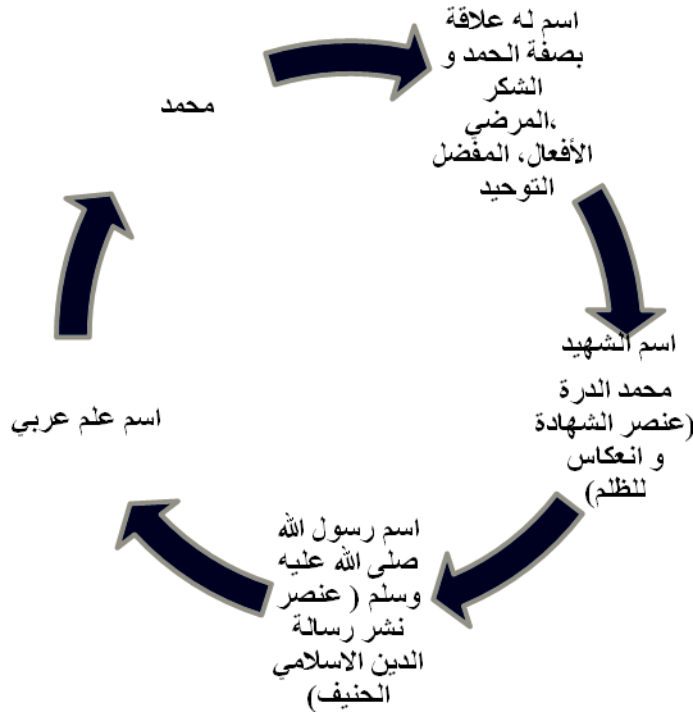 محمد
اسم له علاقة
بصفة الحمد و
الشكر
،المرضي
الأفعال، المفضل
التوحيد
اسم الشهيد
محمد الدرة
(عنصر الشهادة
و انعكاس
للظلم)
اسم رسول الله
صلى الله عليه
وسلم ( عنصر
نشر رسالة
الدين الاسلامي
الحنيف)
اسم علم عربي